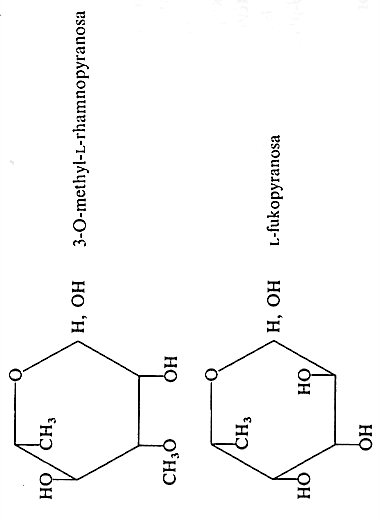 O
CH₃
HO
H, OH
OH
CH₃O
3-O-methyl-L-rhamnopyranosa
O
CH₃
HO
H, OH
HO
OH
L-fukopyranosa